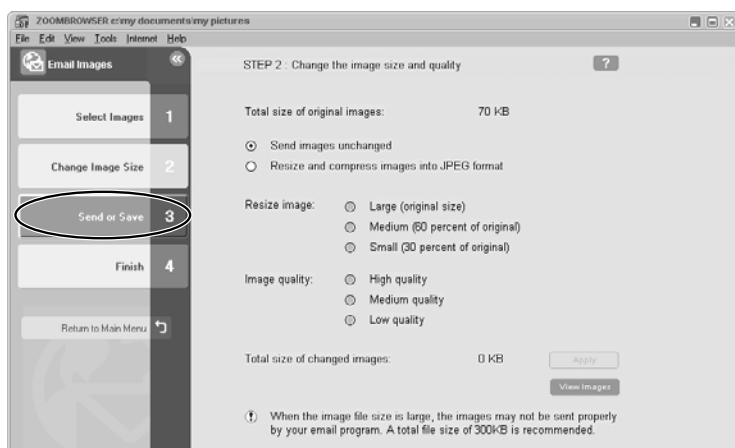 ZOOMBROWSER c:\my documents\my pictures
File Edit View Tools Internet Help
Email Images
STEP 2 : Change the image size and quality
?
Select Images 1
Change Image Size 2
Send or Save 3
Finish 4
Return to Main Menu
Total size of original images: 70 KB
Send images unchanged
Resize and compress images into JPEG format
Resize image: Large (original size)
Medium (60 percent of original)
Small (30 percent of original)
Image quality: High quality
Medium quality
Low quality
Total size of changed images: 0 KB Apply
View Images
When the image file size is large, the images may not be sent properly
by your email program. A total file size of 300KB is recommended.